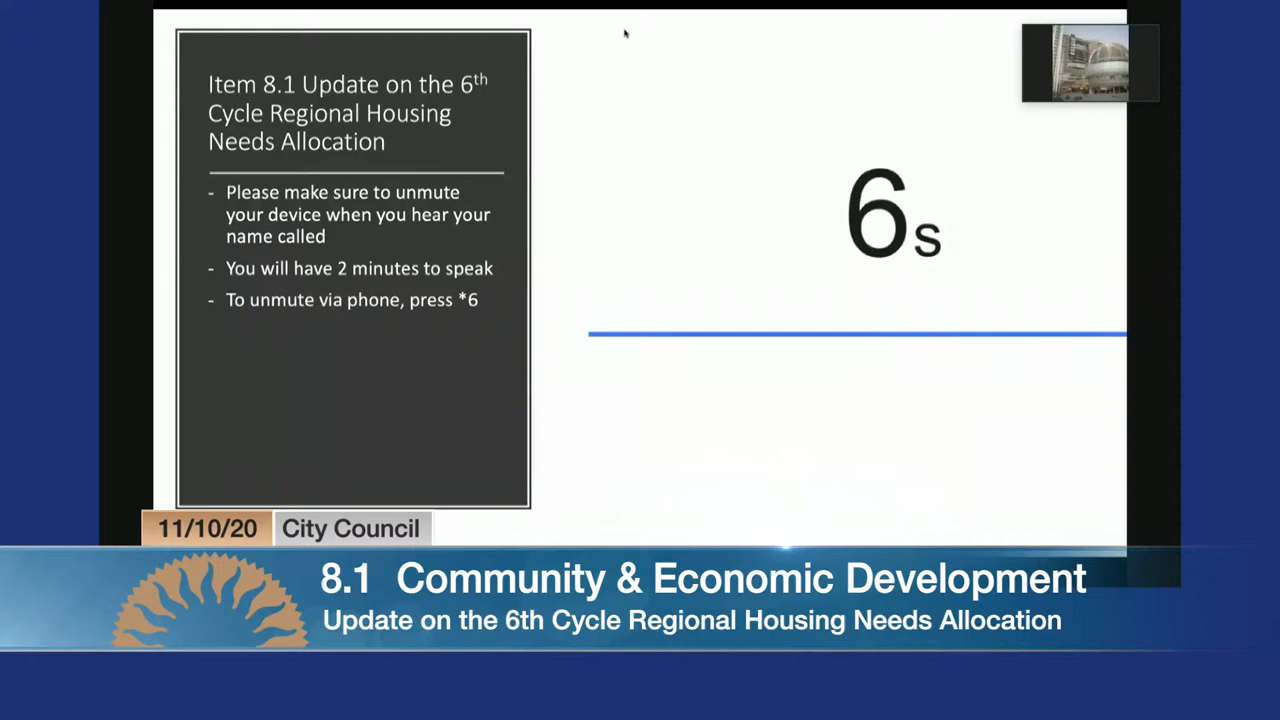 Item 8.1 Update on the 6th
Cycle Regional Housing
Needs Allocation
- Please make sure to unmute
your device when you hear your
name called
- You will have 2 minutes to speak
- To unmute via phone, press *6
6s
11/10/20 City Council
8.1 Community & Economic Development
Update on the 6th Cycle Regional Housing Needs Allocation